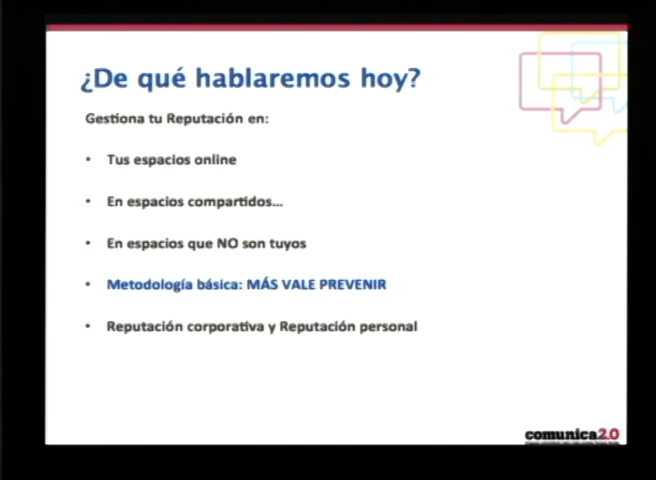 ¿De qué hablaremos hoy?
Gestiona tu Reputación en:
• Tus espacios online
• En espacios compartidos...
• En espacios que NO son tuyos
• Metodología básica: MÁS VALE PREVENIR
• Reputación corporativa y Reputación personal
comunica2.0